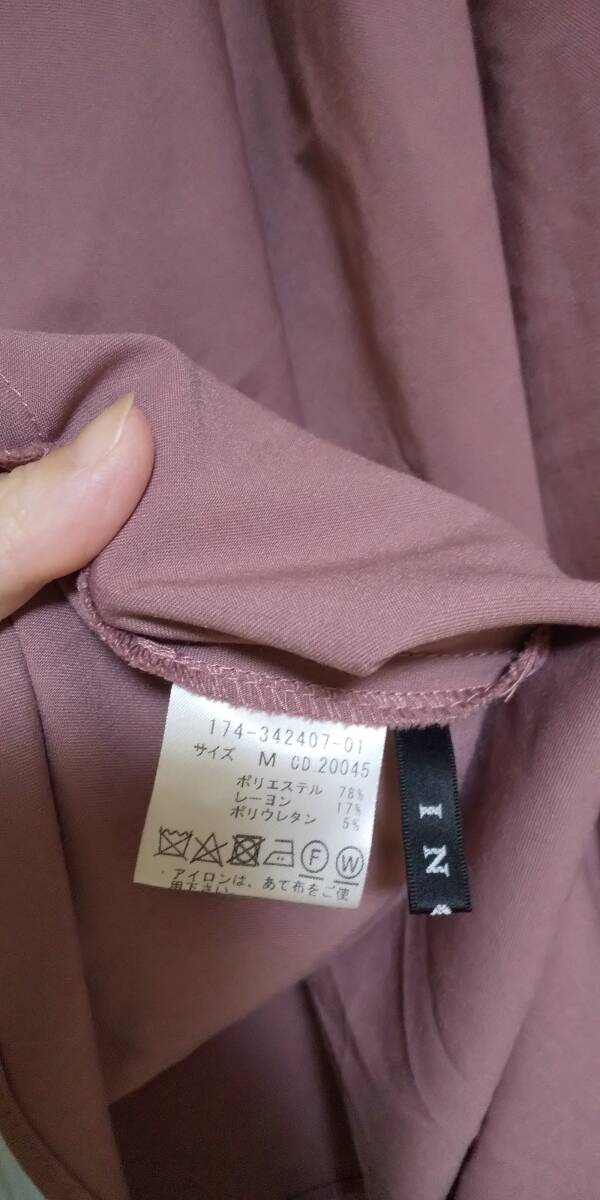 174-342407-01
サイズ M CD.20045
ポリエステル 78%
レーヨン 17%
ポリウレタン 5%
F W
アイロンは、あて布をご使
用下さい
I N